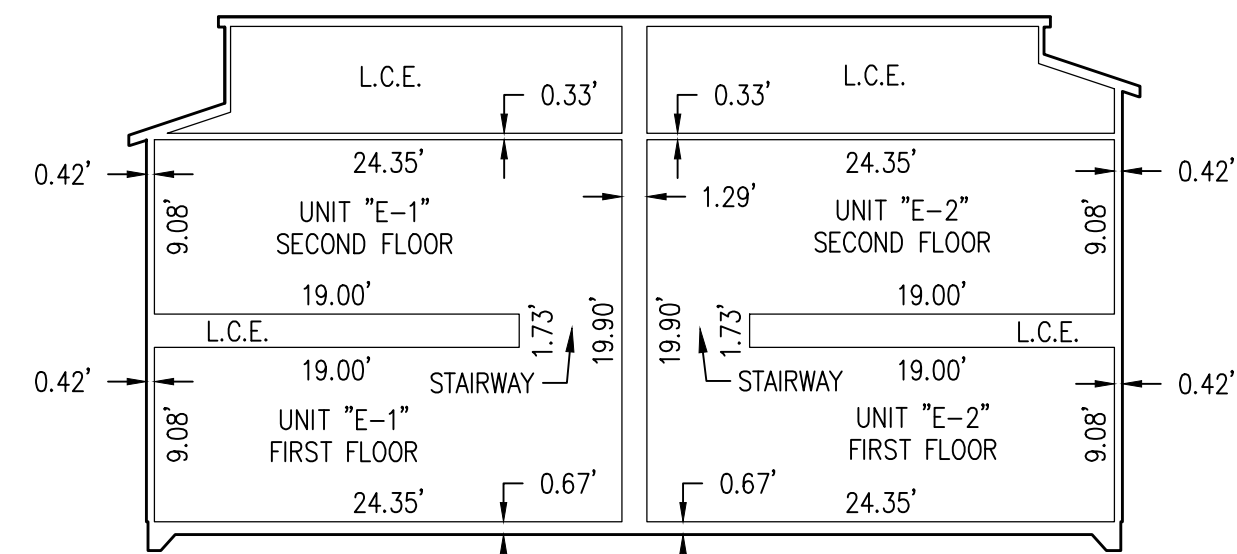 L.C.E.
L.C.E.
0.33'
0.33'
24.35'
24.35'
0.42'
0.42'
1.29'
9.08'
UNIT "E-1"
SECOND FLOOR
UNIT "E-2"
SECOND FLOOR
9.08'
19.00'
19.00'
L.C.E.
1.73'
19.90'
19.90'
1.73'
L.C.E.
0.42'
19.00'
STAIRWAY
STAIRWAY
19.00'
0.42'
9.08'
UNIT "E-1"
FIRST FLOOR
UNIT "E-2"
FIRST FLOOR
9.08'
0.67'
0.67'
24.35'
24.35'